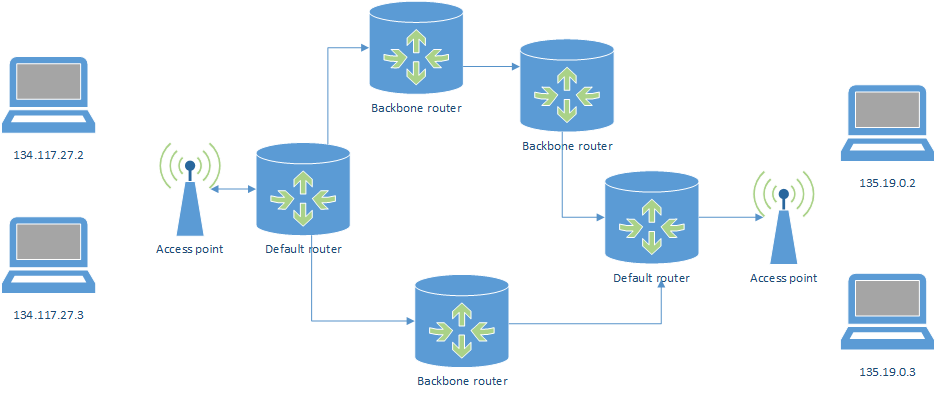 Backbone router
Backbone router
134.117.27.2
135.19.0.2
Access point
Default router
Default router
Access point
134.117.27.3
135.19.0.3
Backbone router